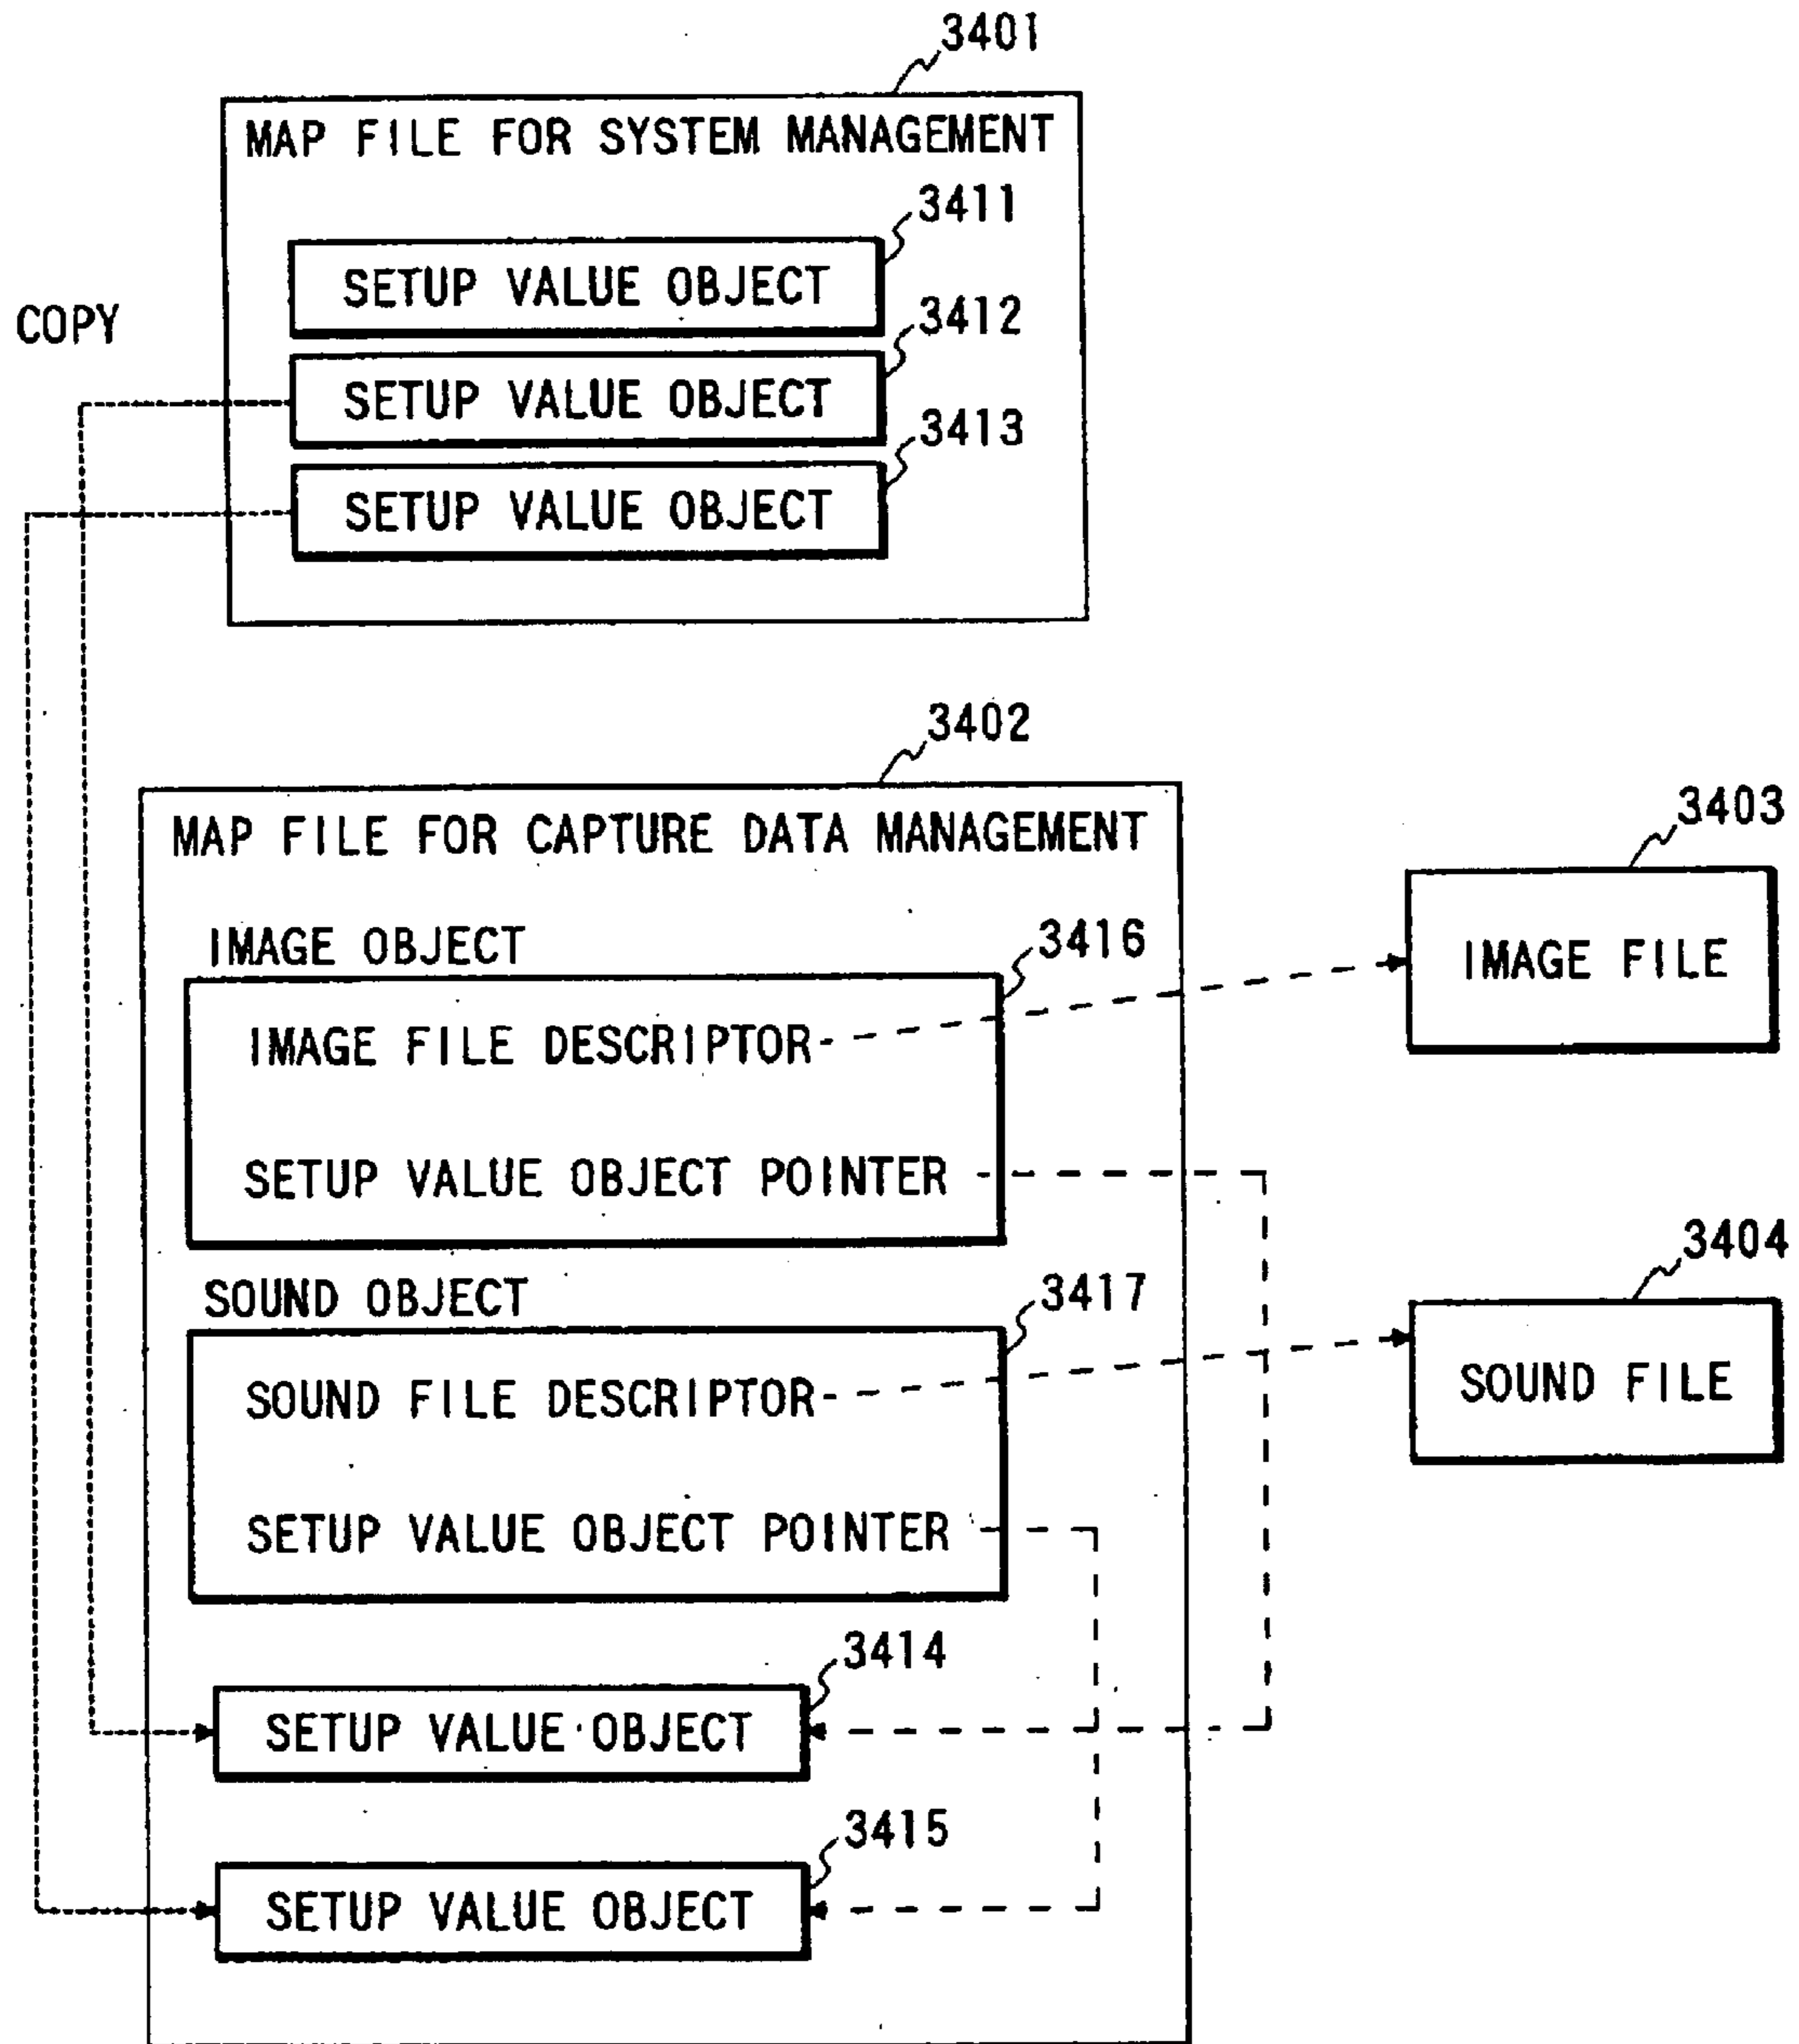 3401
MAP FILE FOR SYSTEM MANAGEMENT
3411
SETUP VALUE OBJECT
COPY
3412
SETUP VALUE OBJECT
3413
SETUP VALUE OBJECT
3402
MAP FILE FOR CAPTURE DATA MANAGEMENT
3403
IMAGE OBJECT
3416
IMAGE FILE
IMAGE FILE DESCRIPTOR
SETUP VALUE OBJECT POINTER
3404
SOUND OBJECT
3417
SOUND FILE DESCRIPTOR
SOUND FILE
SETUP VALUE OBJECT POINTER
3414
SETUP VALUE OBJECT
3415
SETUP VALUE OBJECT